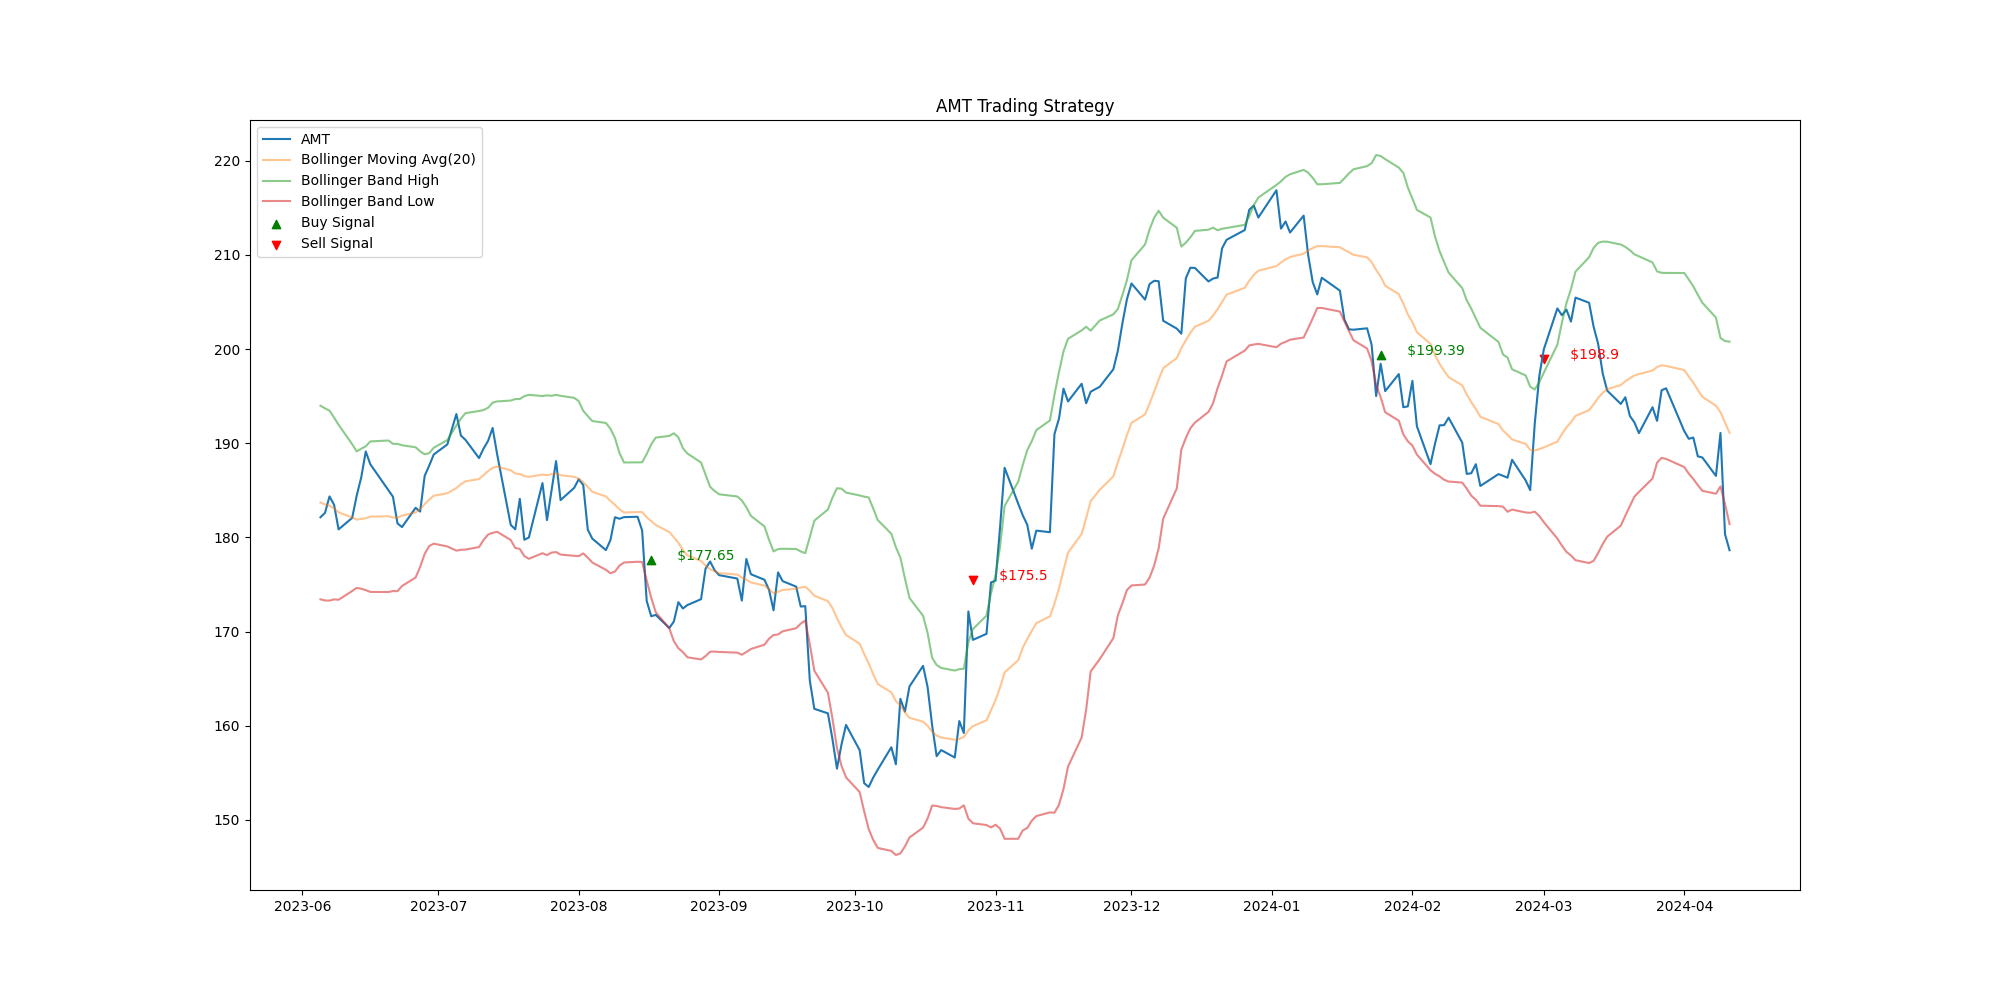 AMT Trading Strategy
AMT
Bollinger Moving Avg(20)
Bollinger Band High
Bollinger Band Low
Buy Signal
Sell Signal
220
210
200
190
180
170
160
150
$199.39
$198.9
$177.65
$175.5
2023-06 2023-07 2023-08 2023-09 2023-10 2023-11 2023-12 2024-01 2024-02 2024-03 2024-04